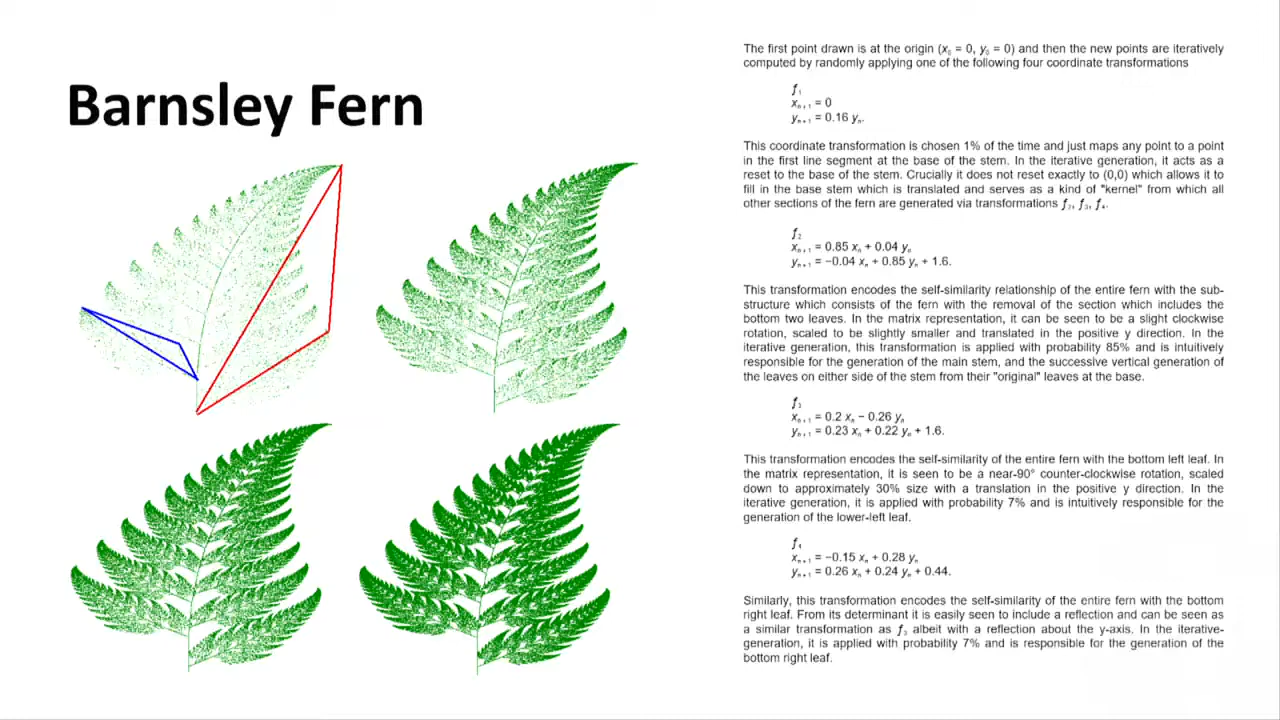 Barnsley Fern
The first point drawn is at the origin (x₀ = 0, y₀ = 0) and then the new points are iteratively
computed by randomly applying one of the following four coordinate transformations
ƒ₁
xₙ₊₁ = 0
yₙ₊₁ = 0.16 yₙ.
This coordinate transformation is chosen 1% of the time and just maps any point to a point
in the first line segment at the base of the stem. In the iterative generation, it acts as a
reset to the base of the stem. Crucially it does not reset exactly to (0,0) which allows it to
fill in the base stem which is translated and serves as a kind of "kernel" from which all
other sections of the fern are generated via transformations ƒ₂, ƒ₃, ƒ₄.
ƒ₂
xₙ₊₁ = 0.85 xₙ + 0.04 yₙ
yₙ₊₁ = −0.04 xₙ + 0.85 yₙ + 1.6.
This transformation encodes the self-similarity relationship of the entire fern with the sub-
structure which consists of the fern with the removal of the section which includes the
bottom two leaves. In the matrix representation, it can be seen to be a slight clockwise
rotation, scaled to be slightly smaller and translated in the positive y direction. In the
iterative generation, this transformation is applied with probability 85% and is intuitively
responsible for the generation of the main stem, and the successive vertical generation of
the leaves on either side of the stem from their "original" leaves at the base.
ƒ₃
xₙ₊₁ = 0.2 xₙ − 0.26 yₙ
yₙ₊₁ = 0.23 xₙ + 0.22 yₙ + 1.6.
This transformation encodes the self-similarity of the entire fern with the bottom left leaf. In
the matrix representation, it is seen to be a near-90° counter-clockwise rotation, scaled
down to approximately 30% size with a translation in the positive y direction. In the
iterative generation, it is applied with probability 7% and is intuitively responsible for the
generation of the lower-left leaf.
ƒ₄
xₙ₊₁ = −0.15 xₙ + 0.28 yₙ
yₙ₊₁ = 0.26 xₙ + 0.24 yₙ + 0.44.
Similarly, this transformation encodes the self-similarity of the entire fern with the bottom
right leaf. From its determinant it is easily seen to include a reflection and can be seen as
a similar transformation as ƒ₃ albeit with a reflection about the y-axis. In the iterative-
generation, it is applied with probability 7% and is responsible for the generation of the
bottom right leaf.